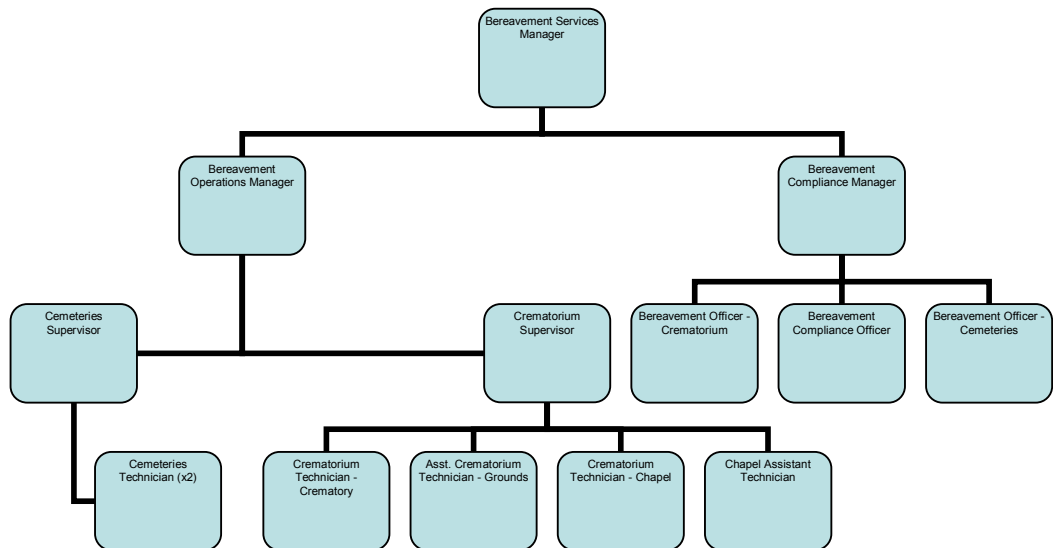 Bereavement Services
Manager
Bereavement
Operations Manager
Bereavement
Compliance Manager
Cemeteries
Supervisor
Crematorium
Supervisor
Bereavement Officer -
Crematorium
Bereavement
Compliance Officer
Bereavement Officer -
Cemeteries
Cemeteries
Technician (x2)
Crematorium
Technician -
Crematory
Asst. Crematorium
Technician - Grounds
Crematorium
Technician - Chapel
Chapel Assistant
Technician